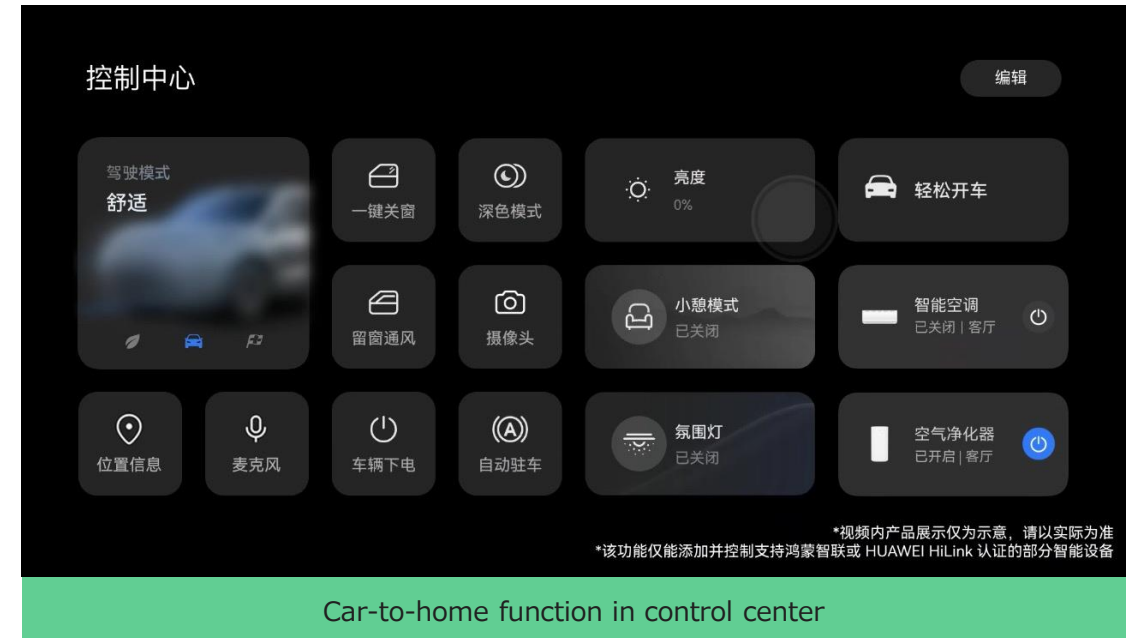 控制中心
编辑
驾驶模式
舒适
一键关窗
深色模式
亮度
0%
轻松开车
留窗通风
摄像头
小憩模式
已关闭
智能空调
已关闭 | 客厅
位置信息
麦克风
车辆下电
自动驻车
氛围灯
已关闭
空气净化器
已开启 | 客厅
*视频内产品展示仅为示意，请以实际为准
*该功能仅能添加并控制支持鸿蒙智联或 HUAWEI HiLink 认证的部分智能设备
Car-to-home function in control center